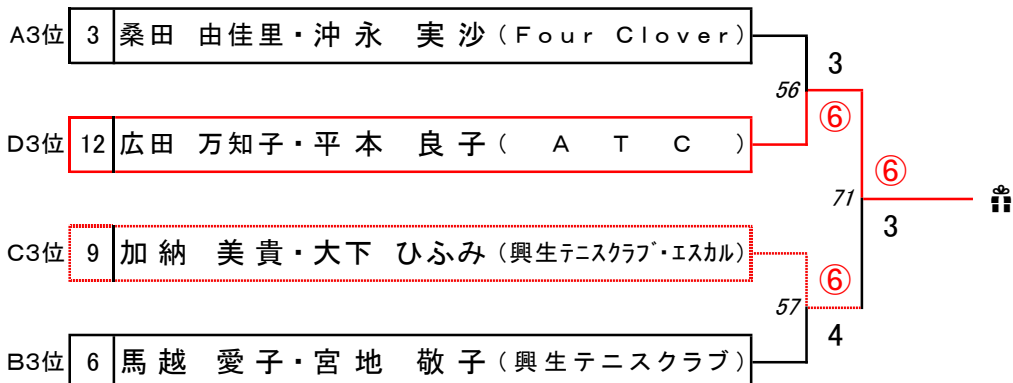 A3位 3 桑田 由佳里・沖永 実沙(Four Clover)
3
56
⑥
D3位 12 広田 万知子・平本 良子( A T C )
⑥
71
3
C3位 9 加納 美貴・大下 ひふみ(興生テニスクラブ・エスカル)
⑥
57
4
B3位 6 馬越 愛子・宮地 敬子(興生テニスクラブ)